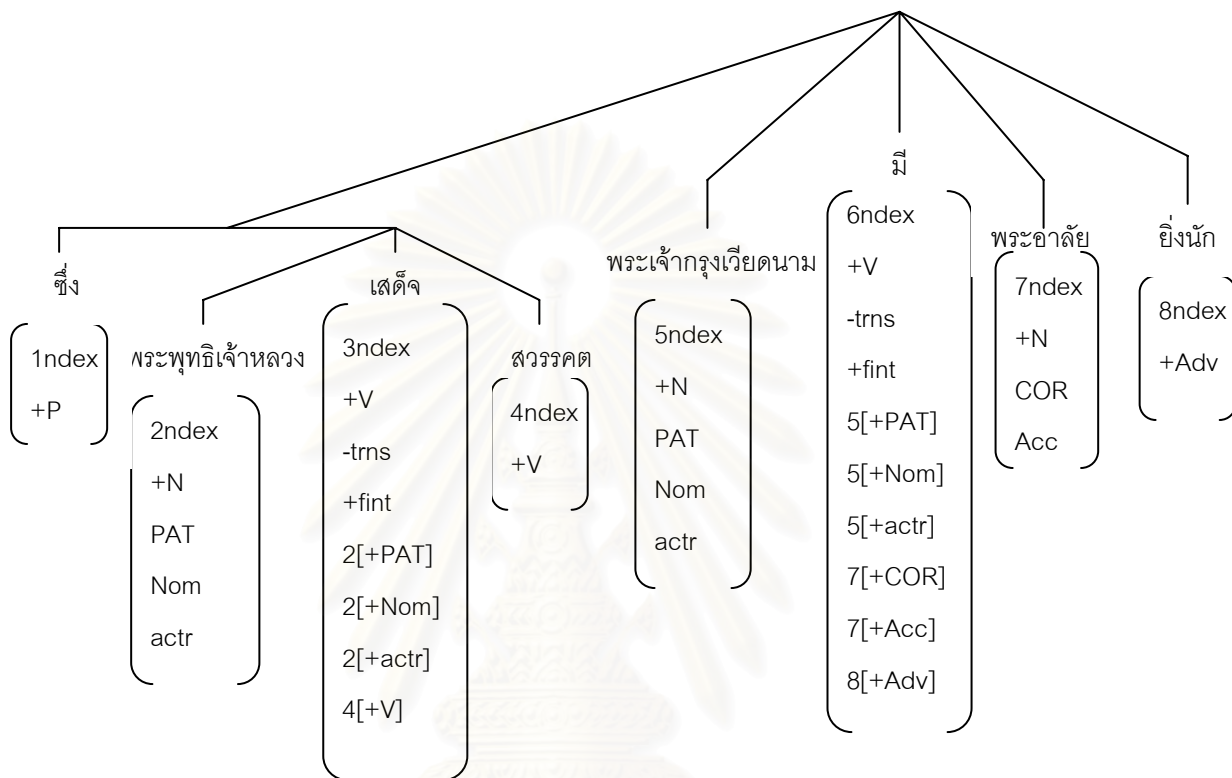 ซึ่ง
1ndex
+P
พระพุทธิเจ้าหลวง
2ndex
+N
PAT
Nom
actr
เสด็จ
3ndex
+V
-trns
+fint
2[+PAT]
2[+Nom]
2[+actr]
4[+V]
สวรรคต
4ndex
+V
พระเจ้ากรุงเวียดนาม
5ndex
+N
PAT
Nom
actr
มี
6ndex
+V
-trns
+fint
5[+PAT]
5[+Nom]
5[+actr]
7[+COR]
7[+Acc]
8[+Adv]
พระอาลัย
7ndex
+N
COR
Acc
ยิ่งนัก
8ndex
+Adv